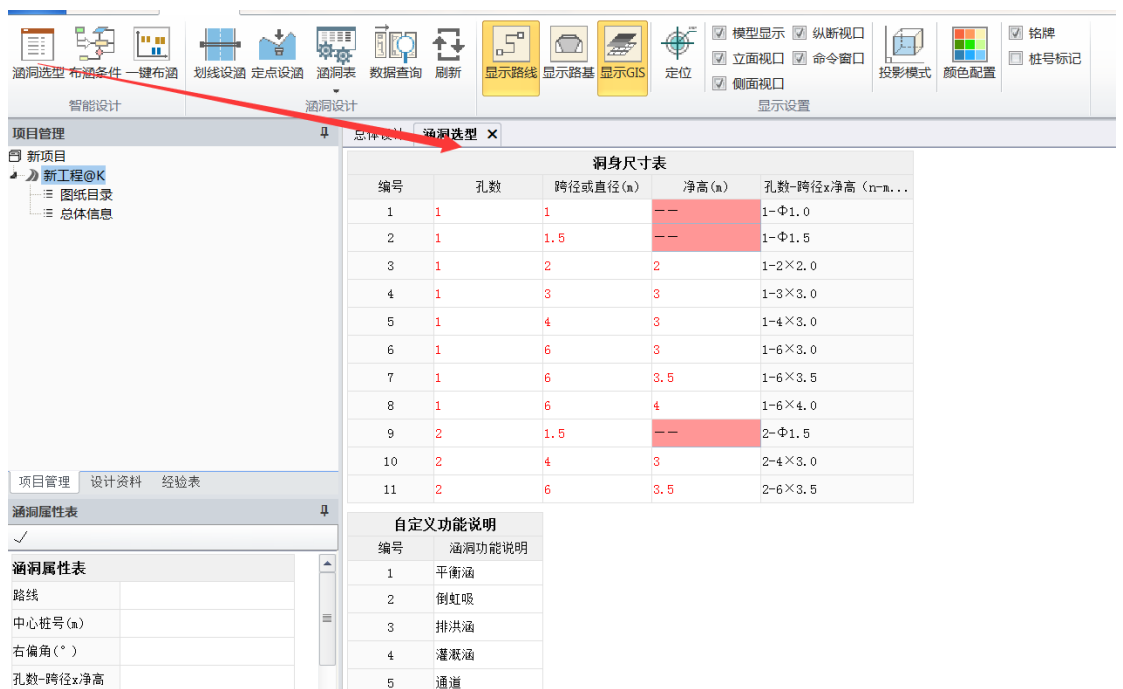 涵洞选型 布涵条件 一键布涵 划线设涵 定点设涵 涵洞表 数据查询 刷新 显示路线 显示路基 显示GIS 定位 模型显示 纵断视口 立面视口 命令窗口 侧面视口 投影模式 颜色配置 铭牌 桩号标记
智能设计 涵洞设计 显示设置
项目管理
新项目
新工程@K
图纸目录
总体信息
项目管理 设计资料 经验表
涵洞属性表
涵洞属性表
路线
中心桩号(m)
右偏角(°)
孔数-跨径x净高
总体设计 涵洞选型
洞身尺寸表
编号 孔数 跨径或直径(m) 净高(m) 孔数-跨径x净高（n-m...
1 1 1 —— 1-Φ1.0
2 1 1.5 —— 1-Φ1.5
3 1 2 2 1-2×2.0
4 1 3 3 1-3×3.0
5 1 4 3 1-4×3.0
6 1 6 3 1-6×3.0
7 1 6 3.5 1-6×3.5
8 1 6 4 1-6×4.0
9 2 1.5 —— 2-Φ1.5
10 2 4 3 2-4×3.0
11 2 6 3.5 2-6×3.5
自定义功能说明
编号 涵洞功能说明
1 平衡涵
2 倒虹吸
3 排洪涵
4 灌溉涵
5 通道